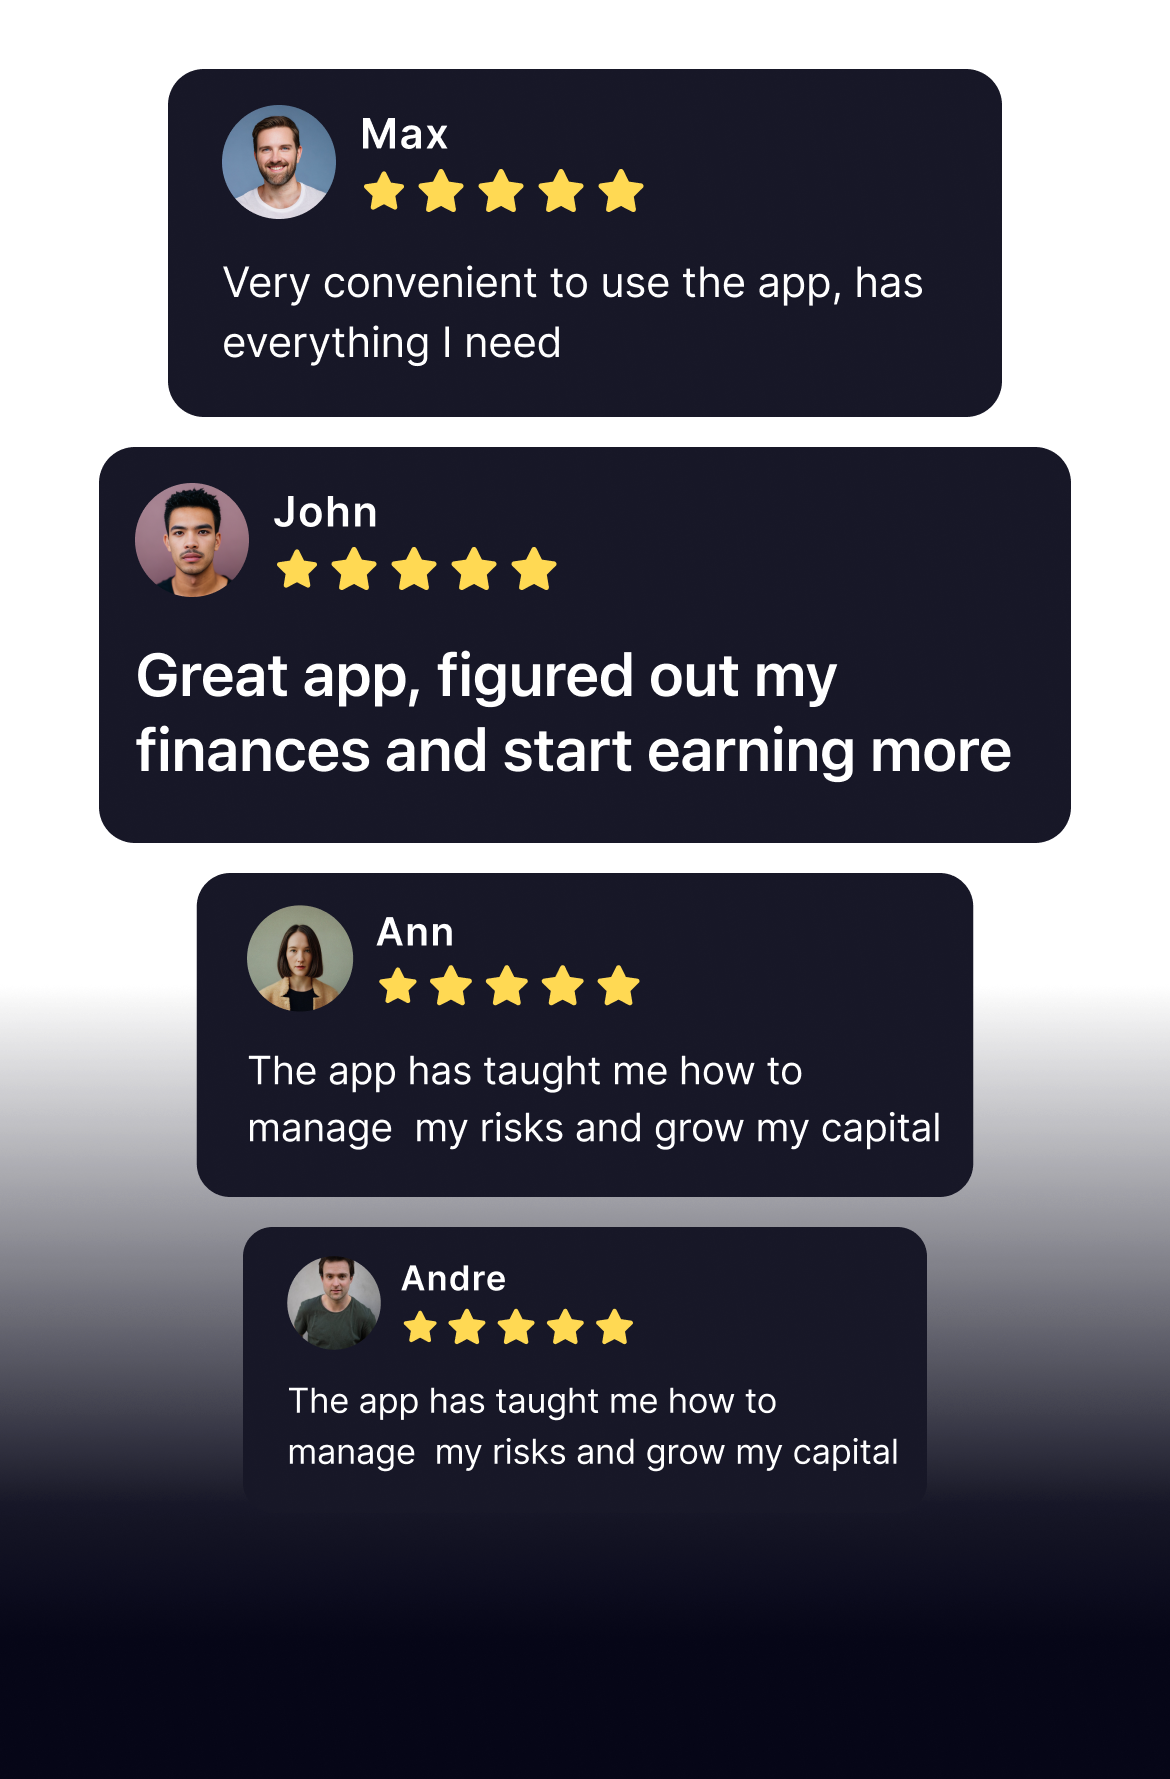 Max
Very convenient to use the app, has
everything I need
John
Great app, figured out my
finances and start earning more
Ann
The app has taught me how to
manage  my risks and grow my capital
Andre
The app has taught me how to
manage  my risks and grow my capital